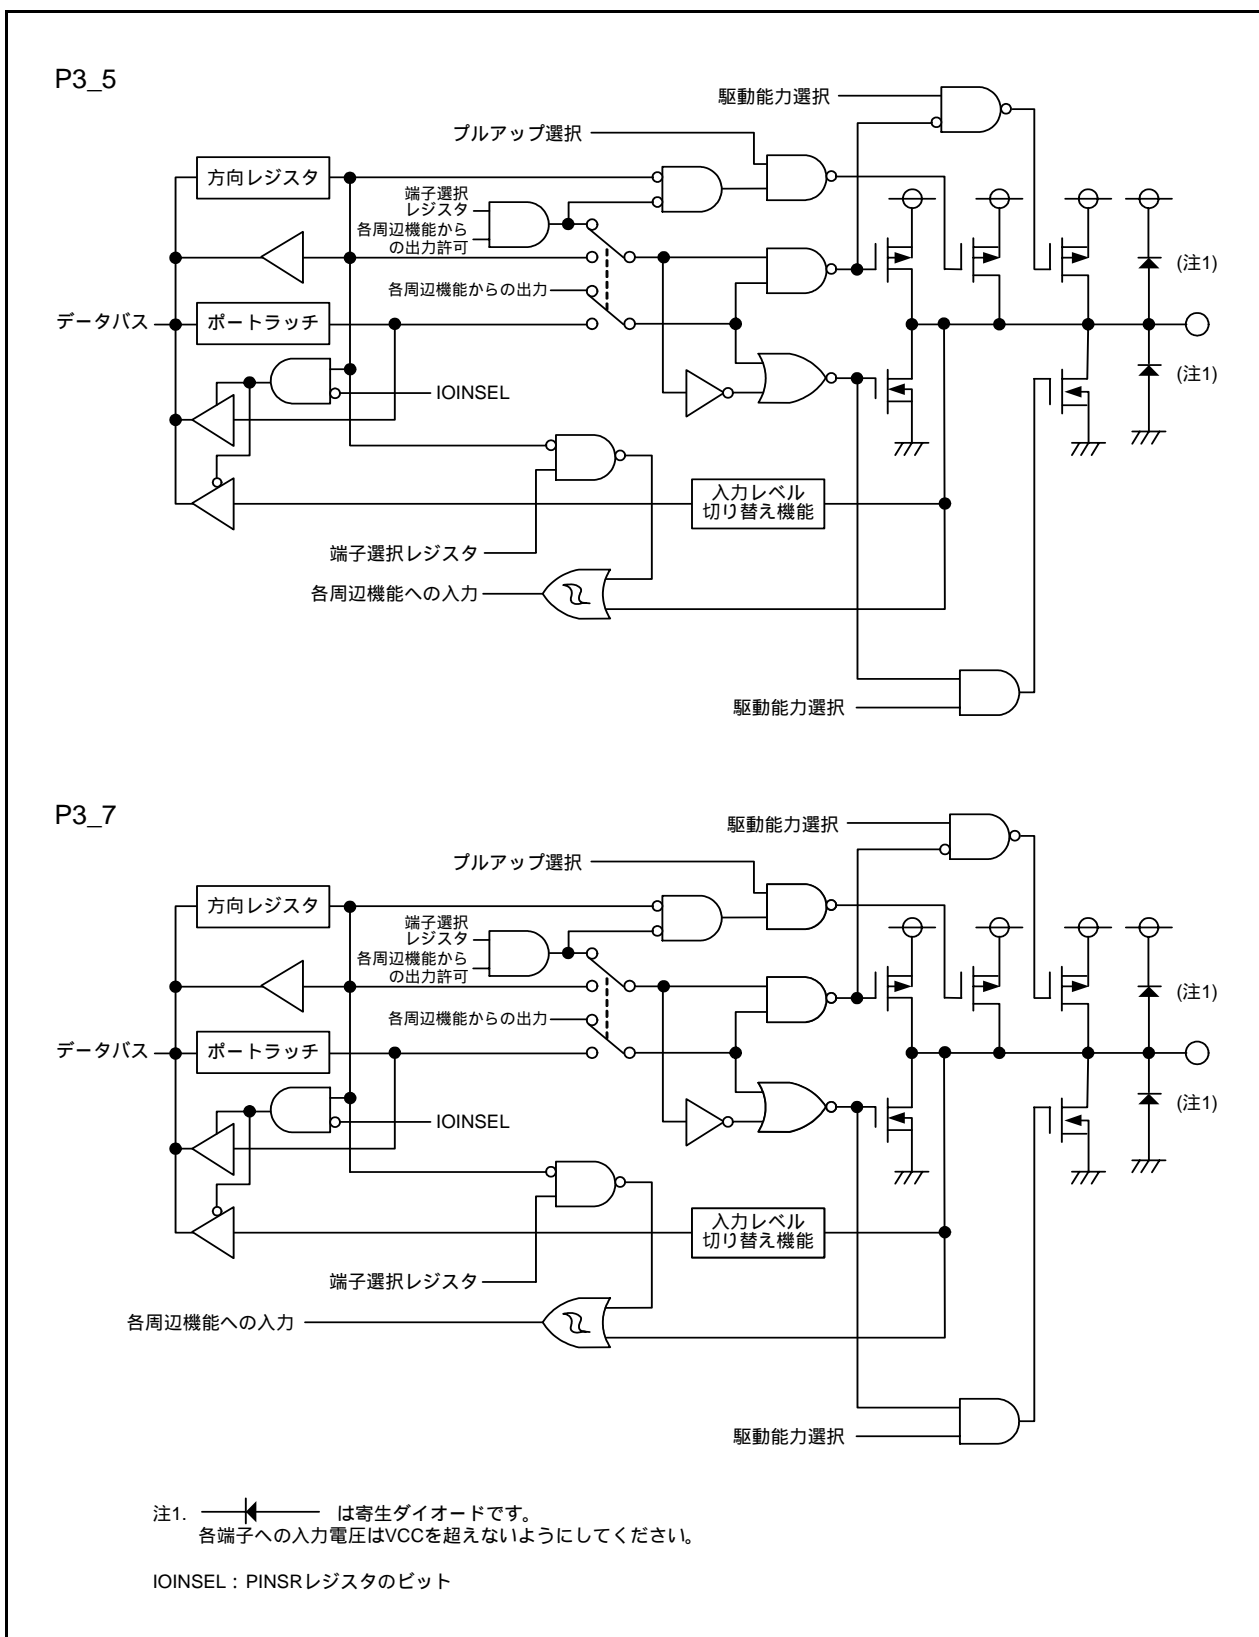 P3_5
駆動能力選択
プルアップ選択
方向レジスタ
端子選択
レジスタ
各周辺機能から
の出力許可
(注1)
各周辺機能からの出力
データバス
ポートラッチ
(注1)
IOINSEL
入力レベル
切り替え機能
端子選択レジスタ
各周辺機能への入力
駆動能力選択
P3_7
駆動能力選択
プルアップ選択
方向レジスタ
端子選択
レジスタ
各周辺機能から
の出力許可
(注1)
各周辺機能からの出力
データバス
ポートラッチ
(注1)
IOINSEL
入力レベル
切り替え機能
端子選択レジスタ
各周辺機能への入力
駆動能力選択
注1. は寄生ダイオードです。
各端子への入力電圧はVCCを超えないようにしてください。
IOINSEL : PINSRレジスタのビット